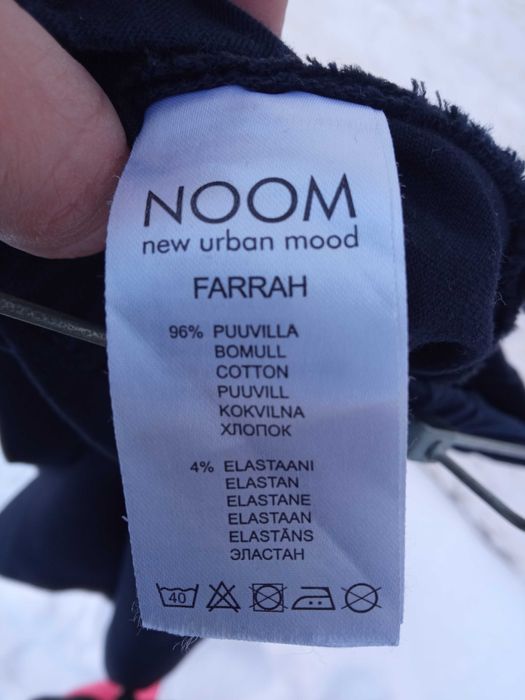 NOOM
new urban mood
FARRAH
96% PUUVILLA
BOMULL
COTTON
PUUVILL
KOKVILNA
ХЛОПОК
4% ELASTAANI
ELASTAN
ELASTANE
ELASTAAN
ELASTĀNS
ЭЛАСТАН
40